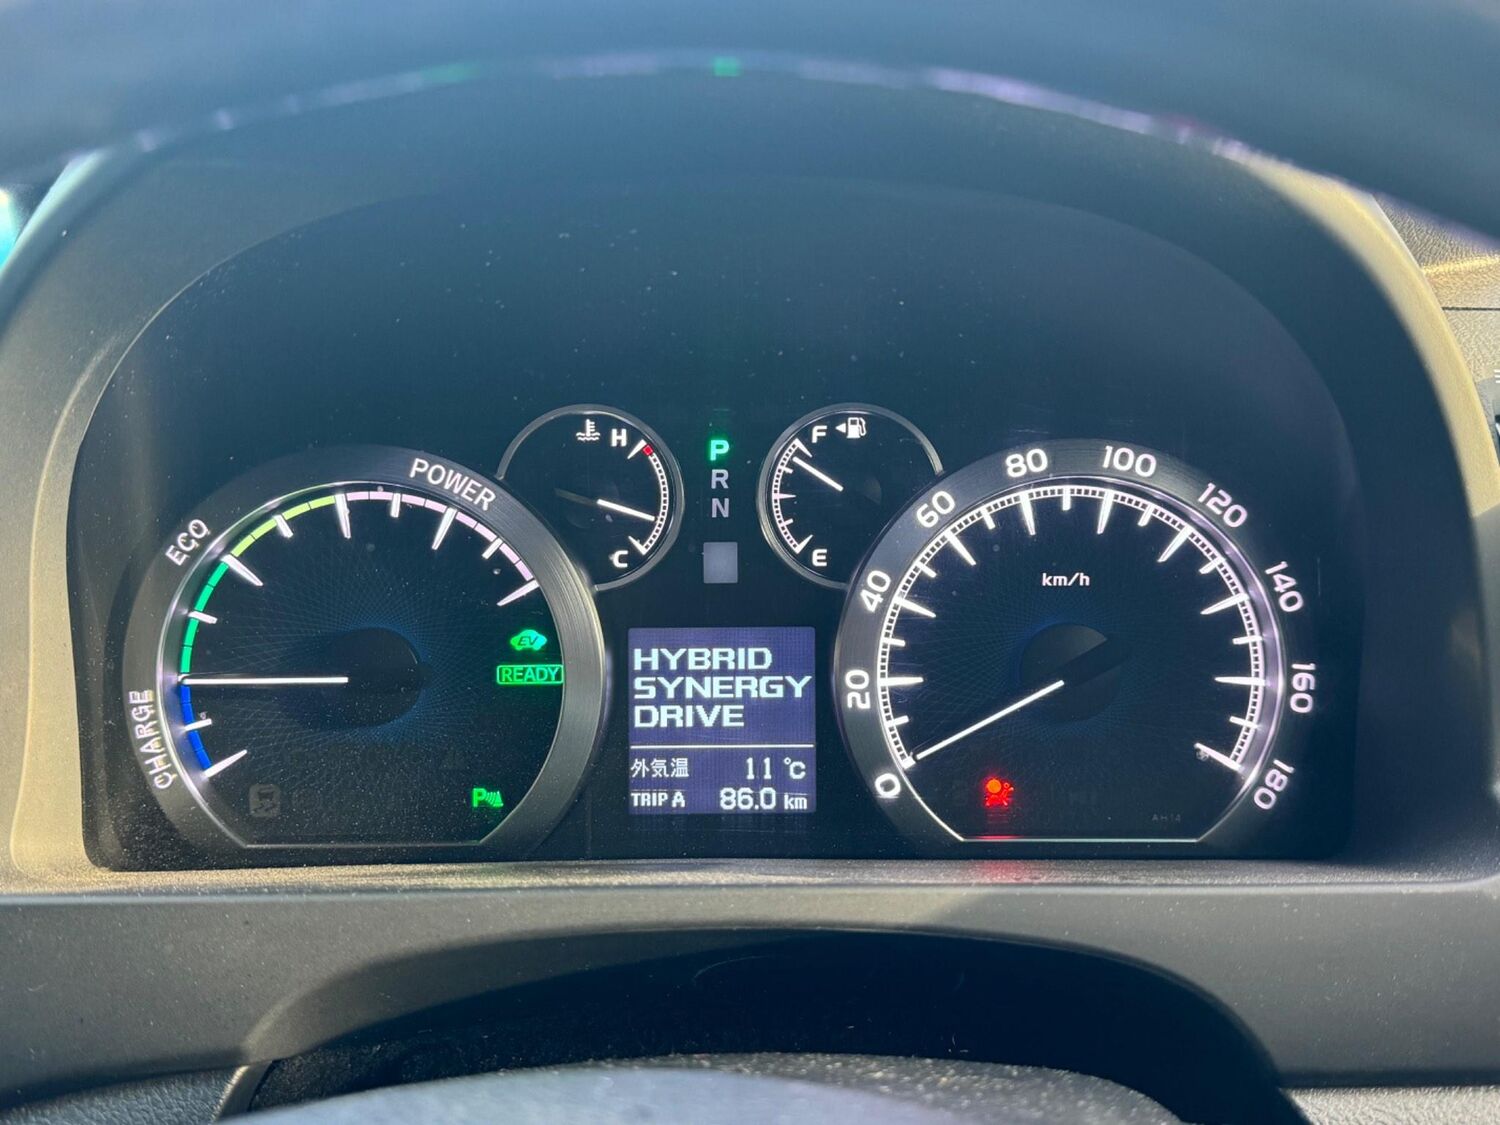 POWER
ECO
CHARGE
EV
READY
P
H
C
P
R
N
F
E
HYBRID
SYNERGY
DRIVE
外気温 11 °C
TRIP A 86.0 km
0
20
40
60
80
100
120
140
160
180
km/h
AH14